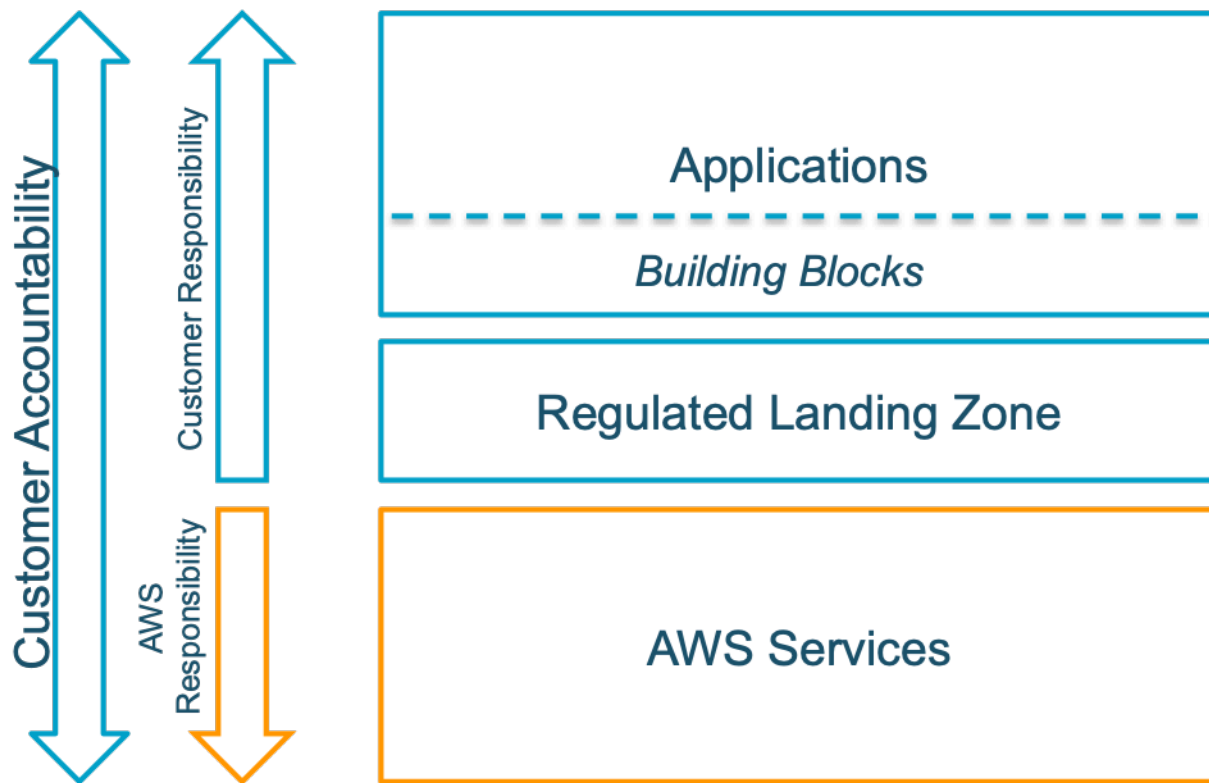 Customer Accountability
Customer Responsibility
AWS
Responsibility
Applications
Building Blocks
Regulated Landing Zone
AWS Services